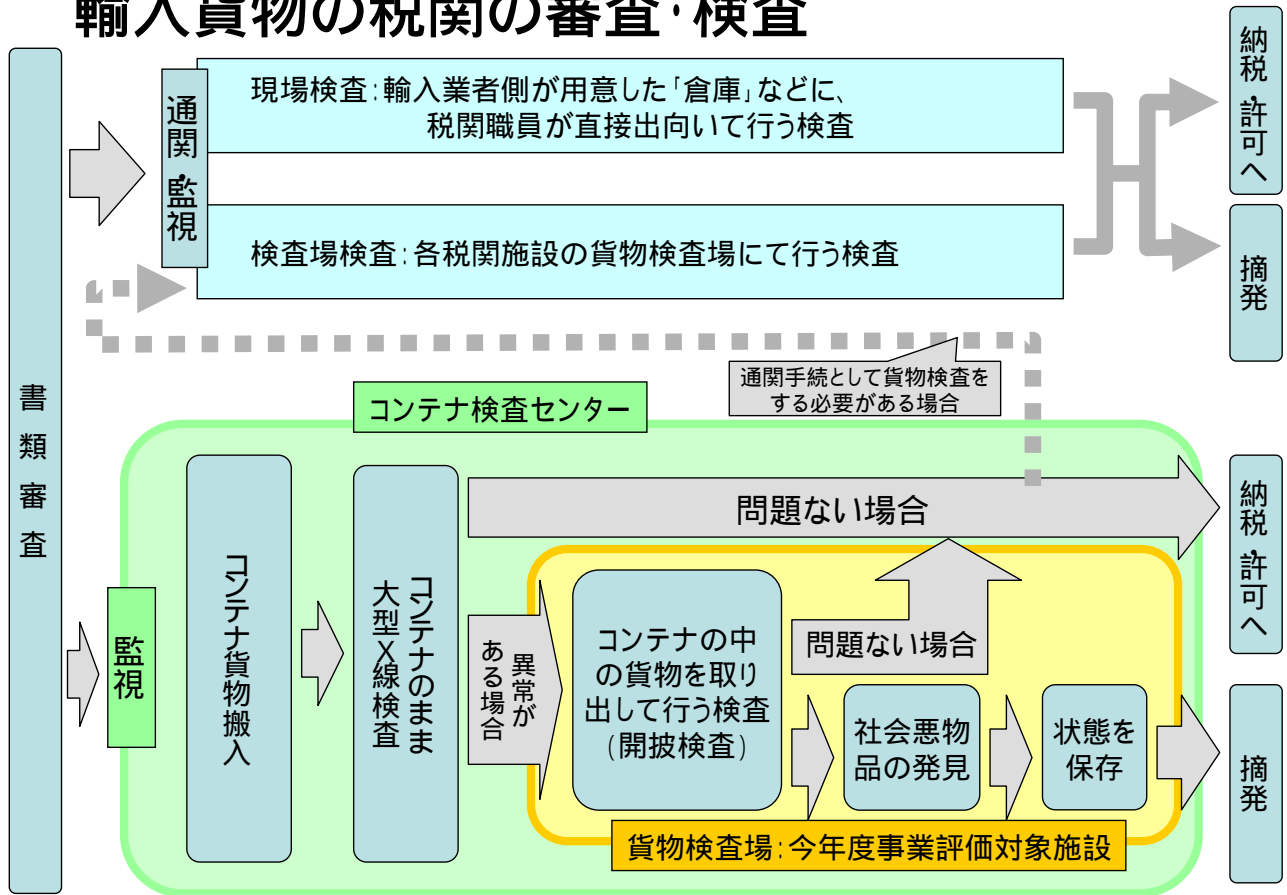 輸入貨物の税関の審査・検査
書類審査
通関・監視
現場検査:輸入業者側が用意した「倉庫」などに、
税関職員が直接出向いて行う検査
検査場検査:各税関施設の貨物検査場にて行う検査
納税・許可へ
摘発
通関手続として貨物検査を
する必要がある場合
コンテナ検査センター
監視
コンテナ貨物搬入
コンテナのまま
大型X線検査
問題ない場合
異常が
ある場合
コンテナの中
の貨物を取り
出して行う検査
(開披検査)
問題ない場合
社会悪物
品の発見
状態を
保存
貨物検査場:今年度事業評価対象施設
納税・許可へ
摘発